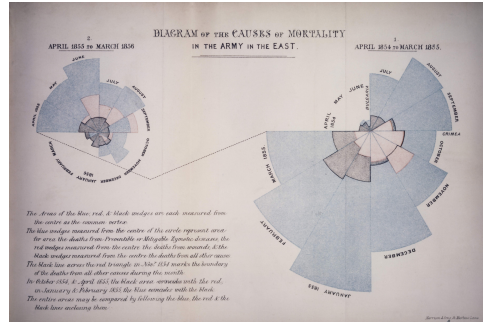 DIAGRAM OF THE CAUSES OF MORTALITY
IN THE ARMY IN THE EAST.
2.
APRIL 1855 TO MARCH 1856
1.
APRIL 1854 TO MARCH 1855.
APRIL 1855
MAY
JUNE
JULY
AUGUST
SEPTEMBER
OCTOBER
NOVEMBER
DECEMBER
JANUARY 1856
FEBRUARY
MARCH
APRIL 1854
MAY
JUNE
JULY
AUGUST
SEPTEMBER
OCTOBER
NOVEMBER
DECEMBER
JANUARY 1855
FEBRUARY
MARCH 1855
BULGARIA
CRIMEA
The Areas of the blue, red, & black wedges are each measured from
the centre as the common vertex.
The blue wedges measured from the centre of the circle represent area
for area the deaths from Preventible or Mitigable Zymotic diseases, the
red wedges measured from the centre the deaths from wounds, & the
black wedges measured from the centre the deaths from all other causes.
The black line across the red triangle in Novr. 1854 marks the boundary
of the deaths from all other causes during the month.
In October 1854, & April 1855, the black area coincides with the red,
in January & February 1856, the blue coincides with the black.
The entire areas may be compared by following the blue, the red & the
black lines enclosing them.